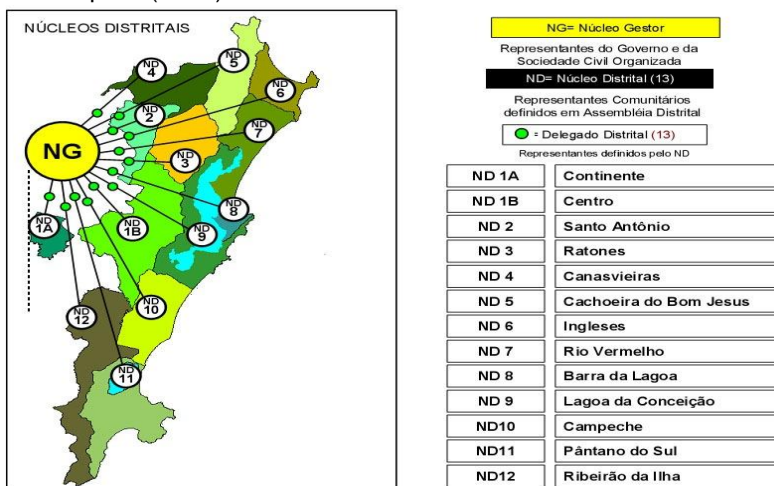 NÚCLEOS DISTRITAIS
ND 4
ND 5
ND 6
ND 2
ND 7
NG
ND 3
ND 8
ND 1A
ND 1B
ND 9
ND 10
ND 12
ND 11
NG= Núcleo Gestor
Representantes do Governo e da
Sociedade Civil Organizada
ND= Núcleo Distrital (13)
Representantes Comunitários
definidos em Assembléia Distrital
= Delegado Distrital (13)
Representantes definidos pelo ND
ND 1A Continente
ND 1B Centro
ND 2 Santo Antônio
ND 3 Ratones
ND 4 Canasvieiras
ND 5 Cachoeira do Bom Jesus
ND 6 Ingleses
ND 7 Rio Vermelho
ND 8 Barra da Lagoa
ND 9 Lagoa da Conceição
ND10 Campeche
ND11 Pântano do Sul
ND12 Ribeirão da Ilha